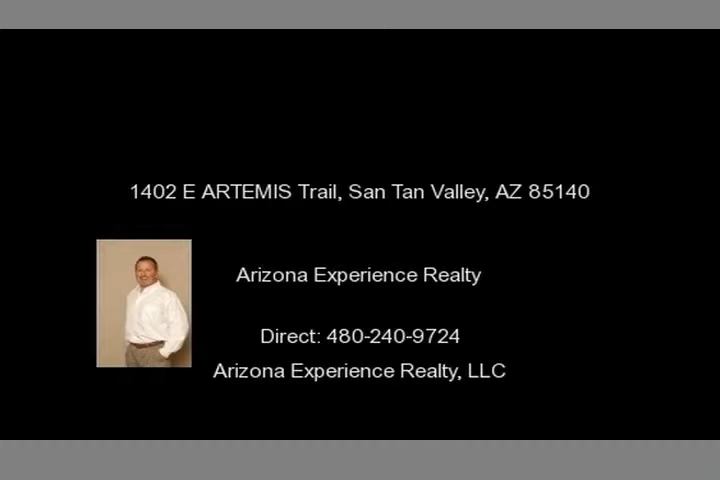 1402 E ARTEMIS Trail, San Tan Valley, AZ 85140
Arizona Experience Realty
Direct: 480-240-9724
Arizona Experience Realty, LLC